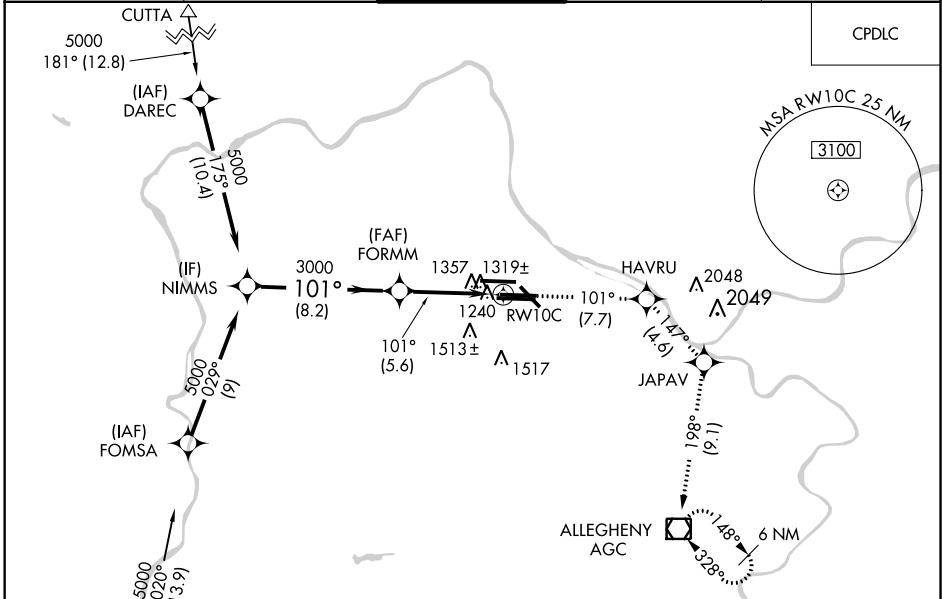 CUTTA
5000
181° (12.8)
(IAF)
DAREC
5000
175°
(10.4)
CPDLC
MSA RW10C 25 NM
3100
(IF)
NIMMS
3000
101°
(8.2)
(FAF)
FORMM
1357
1319±
1240
RW10C
1513±
1517
101°
(5.6)
101°
(7.7)
HAVRU
2048
2049
147°
(4.6)
JAPAV
5000
029°
(9)
(IAF)
FOMSA
198°
(9.1)
ALLEGHENY
AGC
148°
328°
6 NM
5000
020°